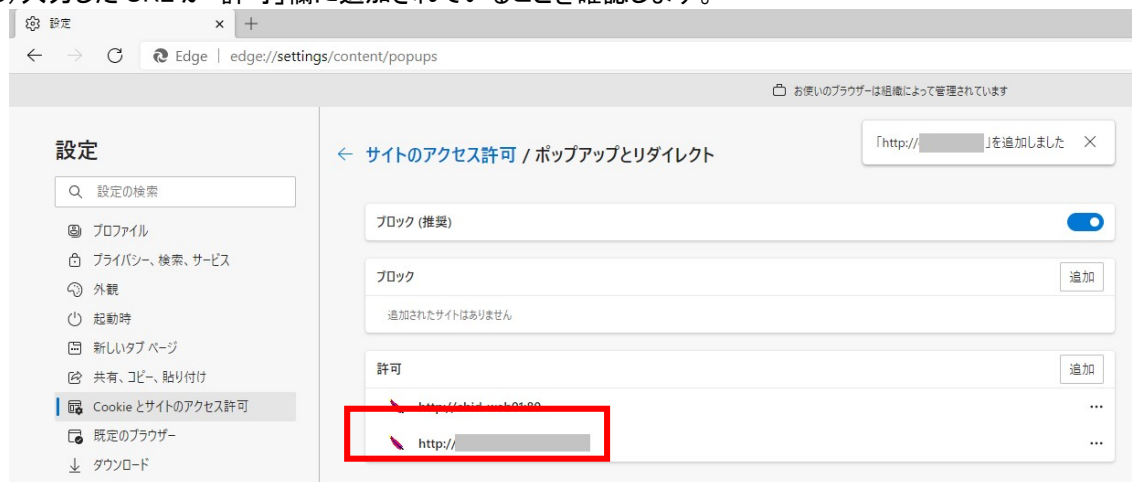 入力した URL が「許可」欄に追加されていることを確認します。
設定
Edge | edge://settings/content/popups
お使いのブラウザーは組織によって管理されています
設定
サイトのアクセス許可 / ポップアップとリダイレクト
「http:// 」を追加しました
設定の検索
ブロック (推奨)
プロファイル
プライバシー、検索、サービス
ブロック
追加
外観
追加されたサイトはありません
起動時
新しいタブ ページ
許可
追加
共有、コピー、貼り付け
Cookie とサイトのアクセス許可
既定のブラウザー
http://
ダウンロード